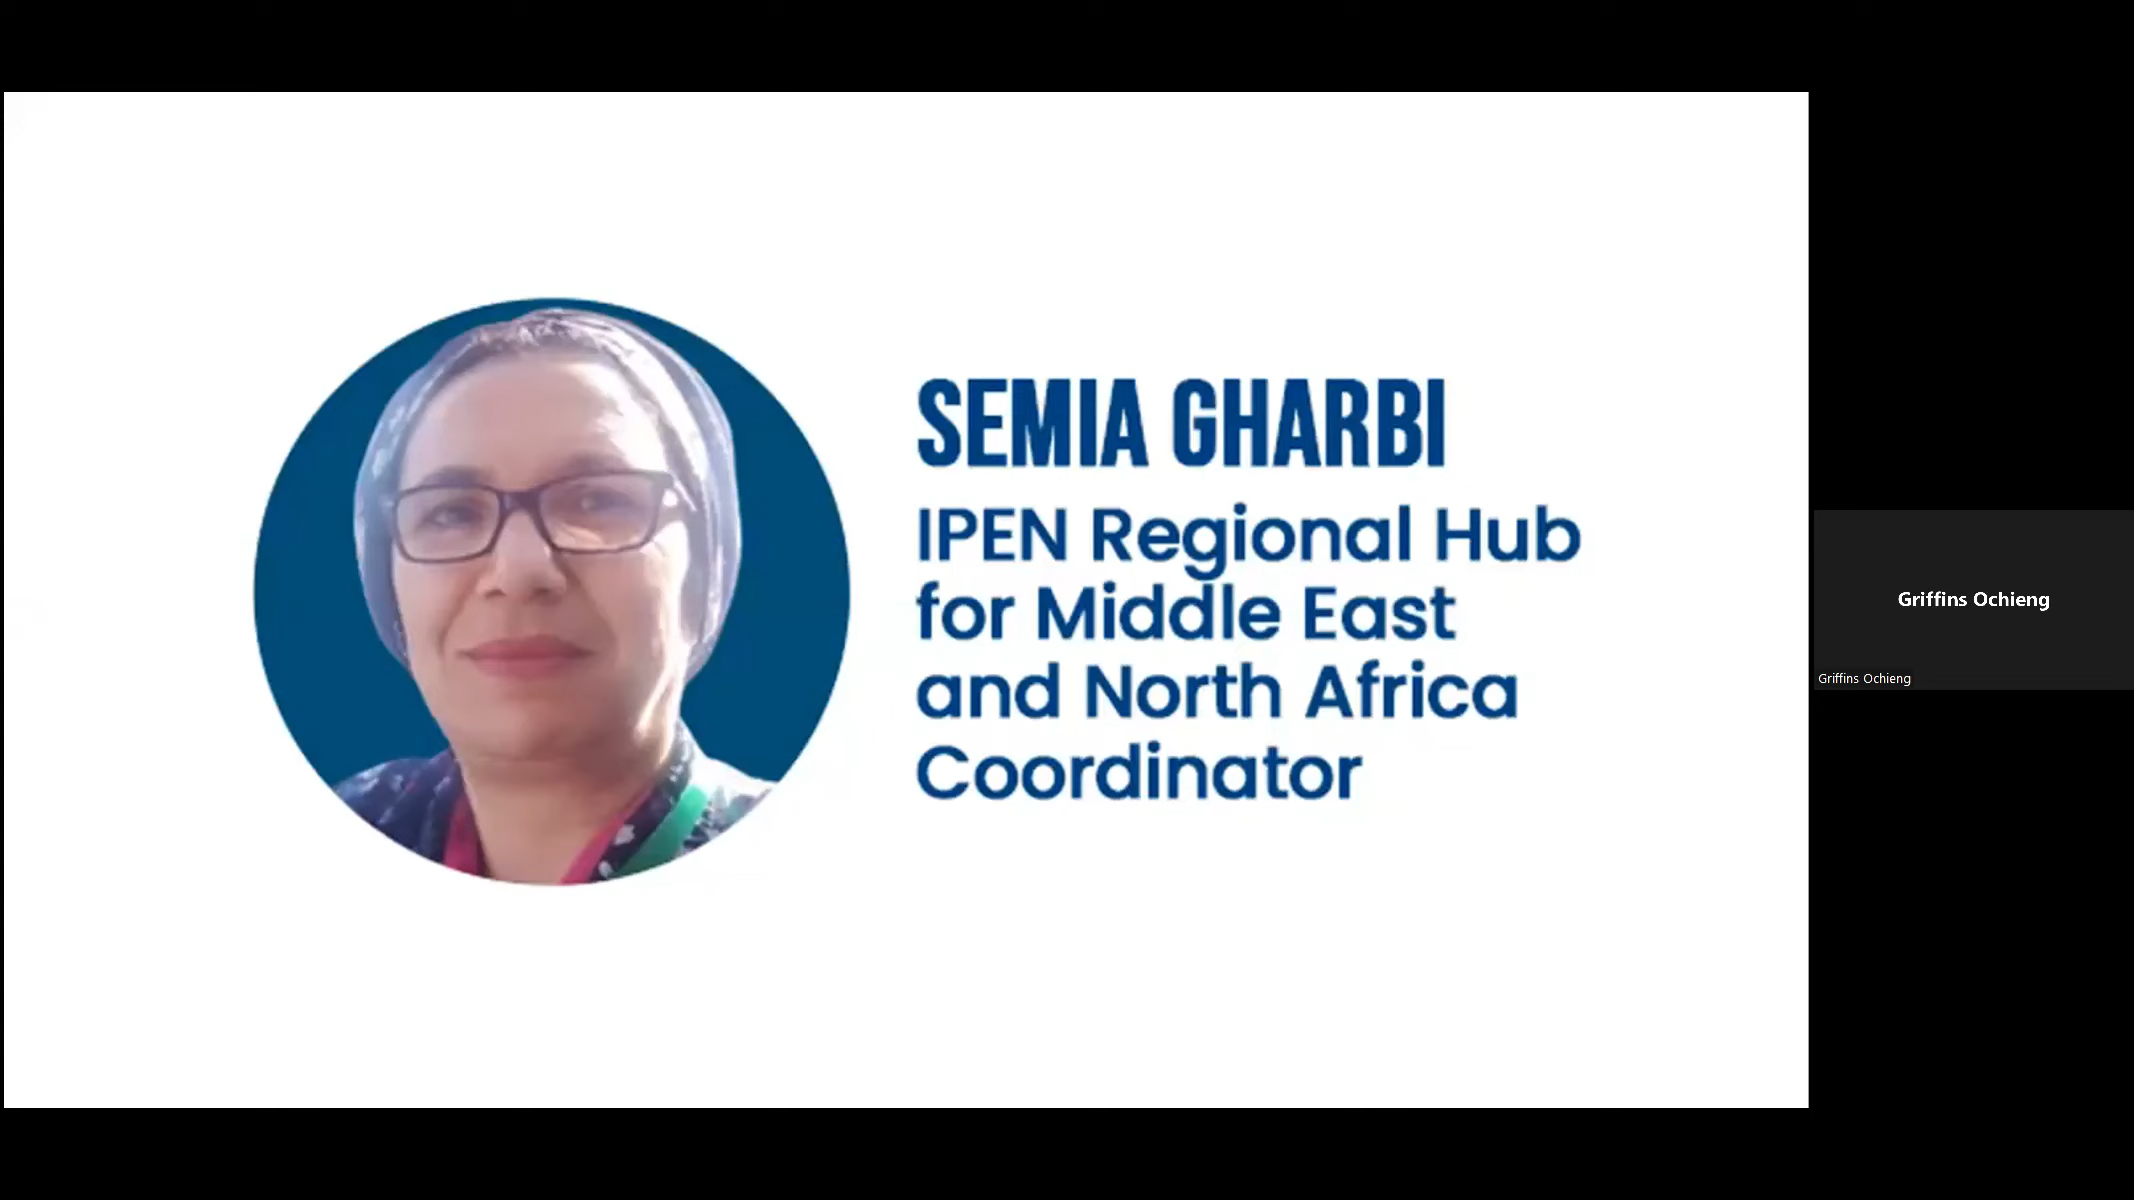 SEMIA GHARBI
IPEN Regional Hub
for Middle East
and North Africa
Coordinator
Griffins Ochieng
Griffins Ochieng